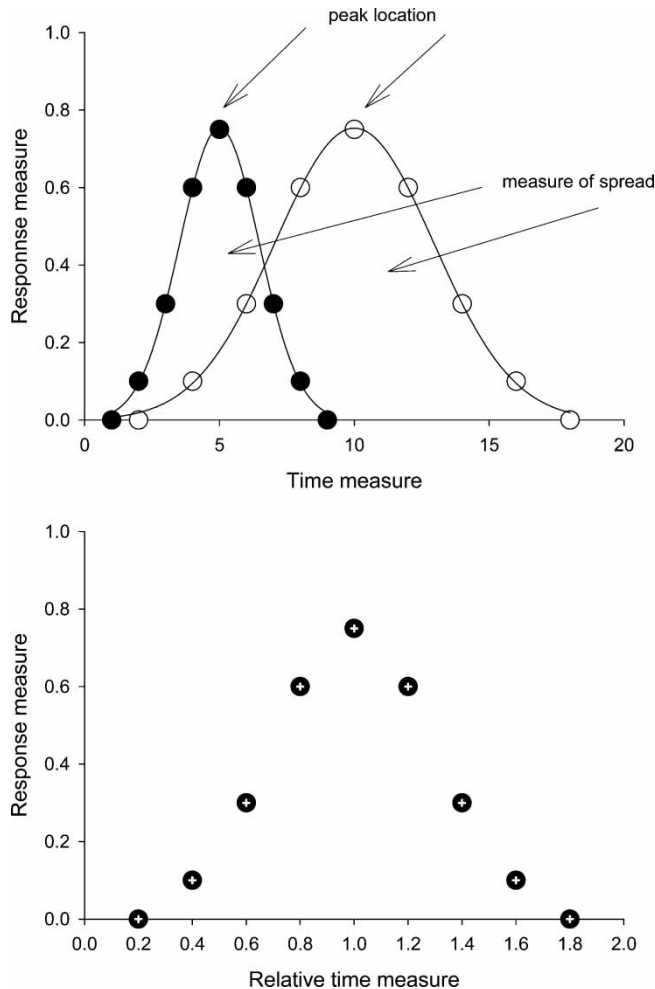 peak location
1.0
0.8
measure of spread
0.6
0.4
0.2
0.0
0 5 10 15 20
Time measure
Responnse measure
1.0
0.8
0.6
0.4
0.2
0.0
0.0 0.2 0.4 0.6 0.8 1.0 1.2 1.4 1.6 1.8 2.0
Relative time measure
Response measure